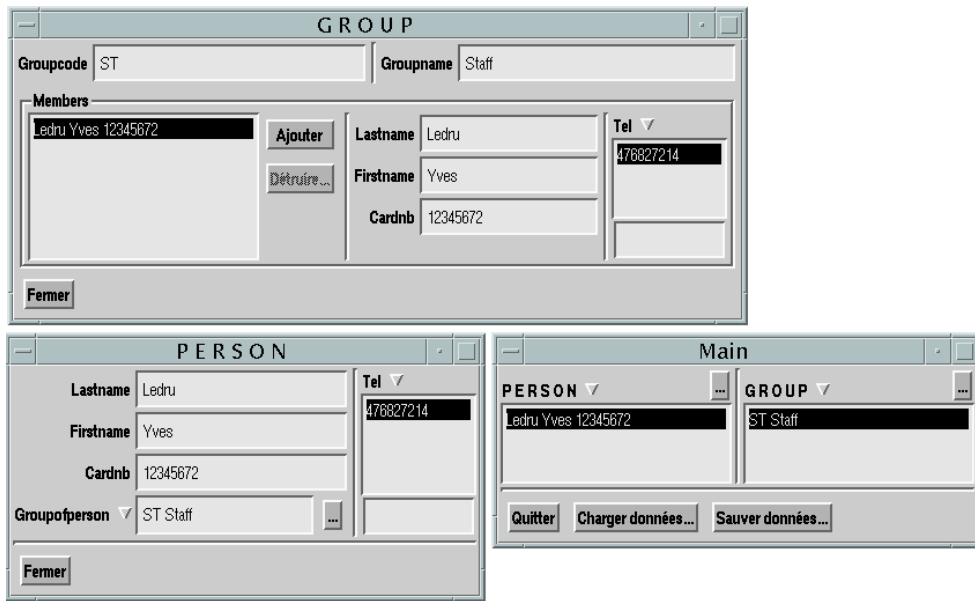 GROUP
Groupcode ST Groupname Staff
Members
Ledru Yves 12345672
Ajouter
Détruire...
Lastname Ledru
Firstname Yves
Cardnb 12345672
Tel
476827214
Fermer
PERSON
Lastname Ledru
Firstname Yves
Cardnb 12345672
Groupofperson ST Staff ...
Tel
476827214
Fermer
Main
PERSON ...
Ledru Yves 12345672
GROUP ...
ST Staff
Quitter Charger données... Sauver données...